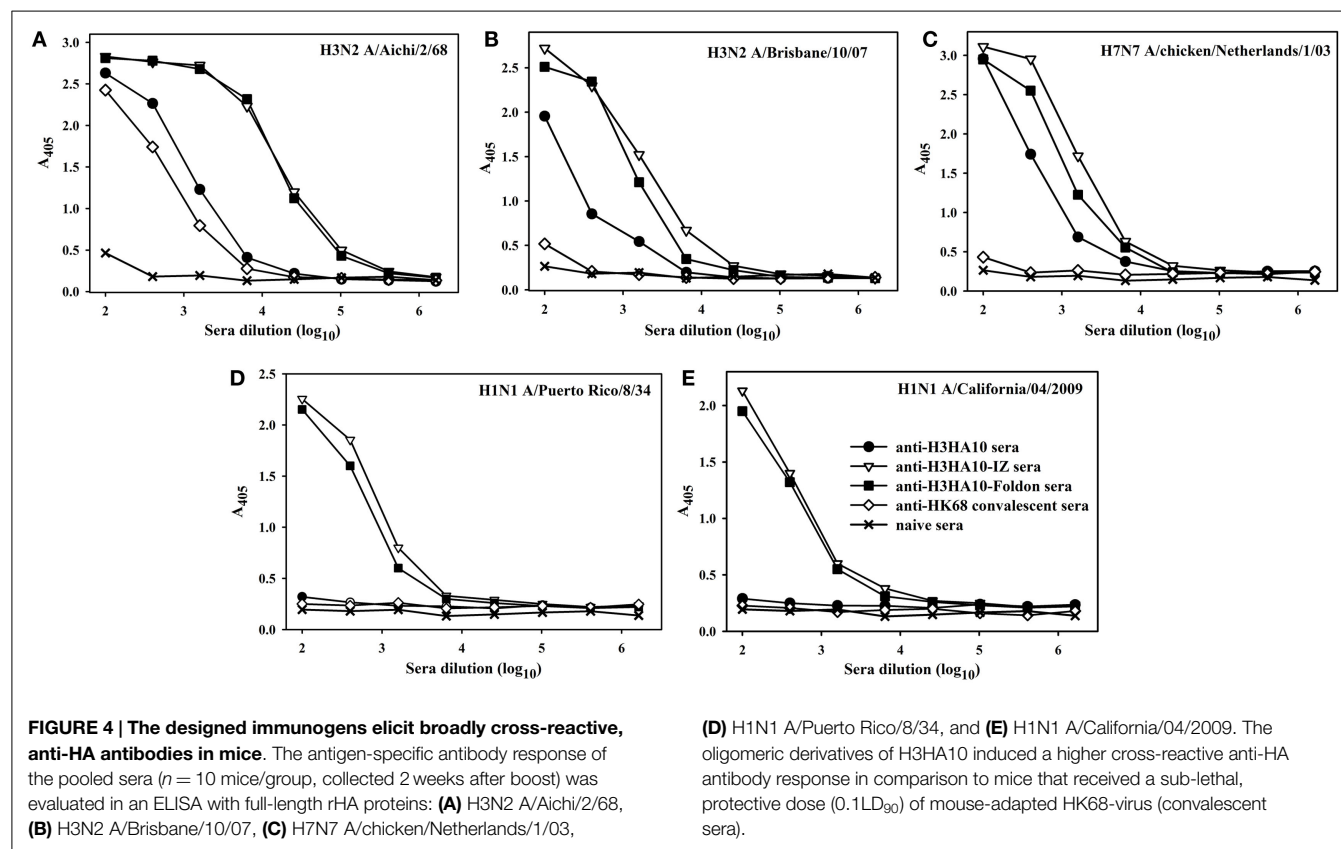 A
H3N2 A/Aichi/2/68
A405
3.0
2.5
2.0
1.5
1.0
0.5
0.0
2 3 4 5 6
Sera dilution (log10)
B
H3N2 A/Brisbane/10/07
A405
2.5
2.0
1.5
1.0
0.5
0.0
2 3 4 5 6
Sera dilution (log10)
C
H7N7 A/chicken/Netherlands/1/03
A405
3.0
2.5
2.0
1.5
1.0
0.5
0.0
2 3 4 5 6
Sera dilution (log10)
D
H1N1 A/Puerto Rico/8/34
A405
2.5
2.0
1.5
1.0
0.5
0.0
2 3 4 5 6
Sera dilution (log10)
E
H1N1 A/California/04/2009
A405
2.0
1.5
1.0
0.5
0.0
2 3 4 5 6
Sera dilution (log10)
anti-H3HA10 sera
anti-H3HA10-IZ sera
anti-H3HA10-Foldon sera
anti-HK68 convalescent sera
naive sera
FIGURE 4 | The designed immunogens elicit broadly cross-reactive,
anti-HA antibodies in mice. The antigen-specific antibody response of
the pooled sera (n = 10 mice/group, collected 2 weeks after boost) was
evaluated in an ELISA with full-length rHA proteins: (A) H3N2 A/Aichi/2/68,
(B) H3N2 A/Brisbane/10/07, (C) H7N7 A/chicken/Netherlands/1/03,
(D) H1N1 A/Puerto Rico/8/34, and (E) H1N1 A/California/04/2009. The
oligomeric derivatives of H3HA10 induced a higher cross-reactive anti-HA
antibody response in comparison to mice that received a sub-lethal,
protective dose (0.1LD90) of mouse-adapted HK68-virus (convalescent
sera).